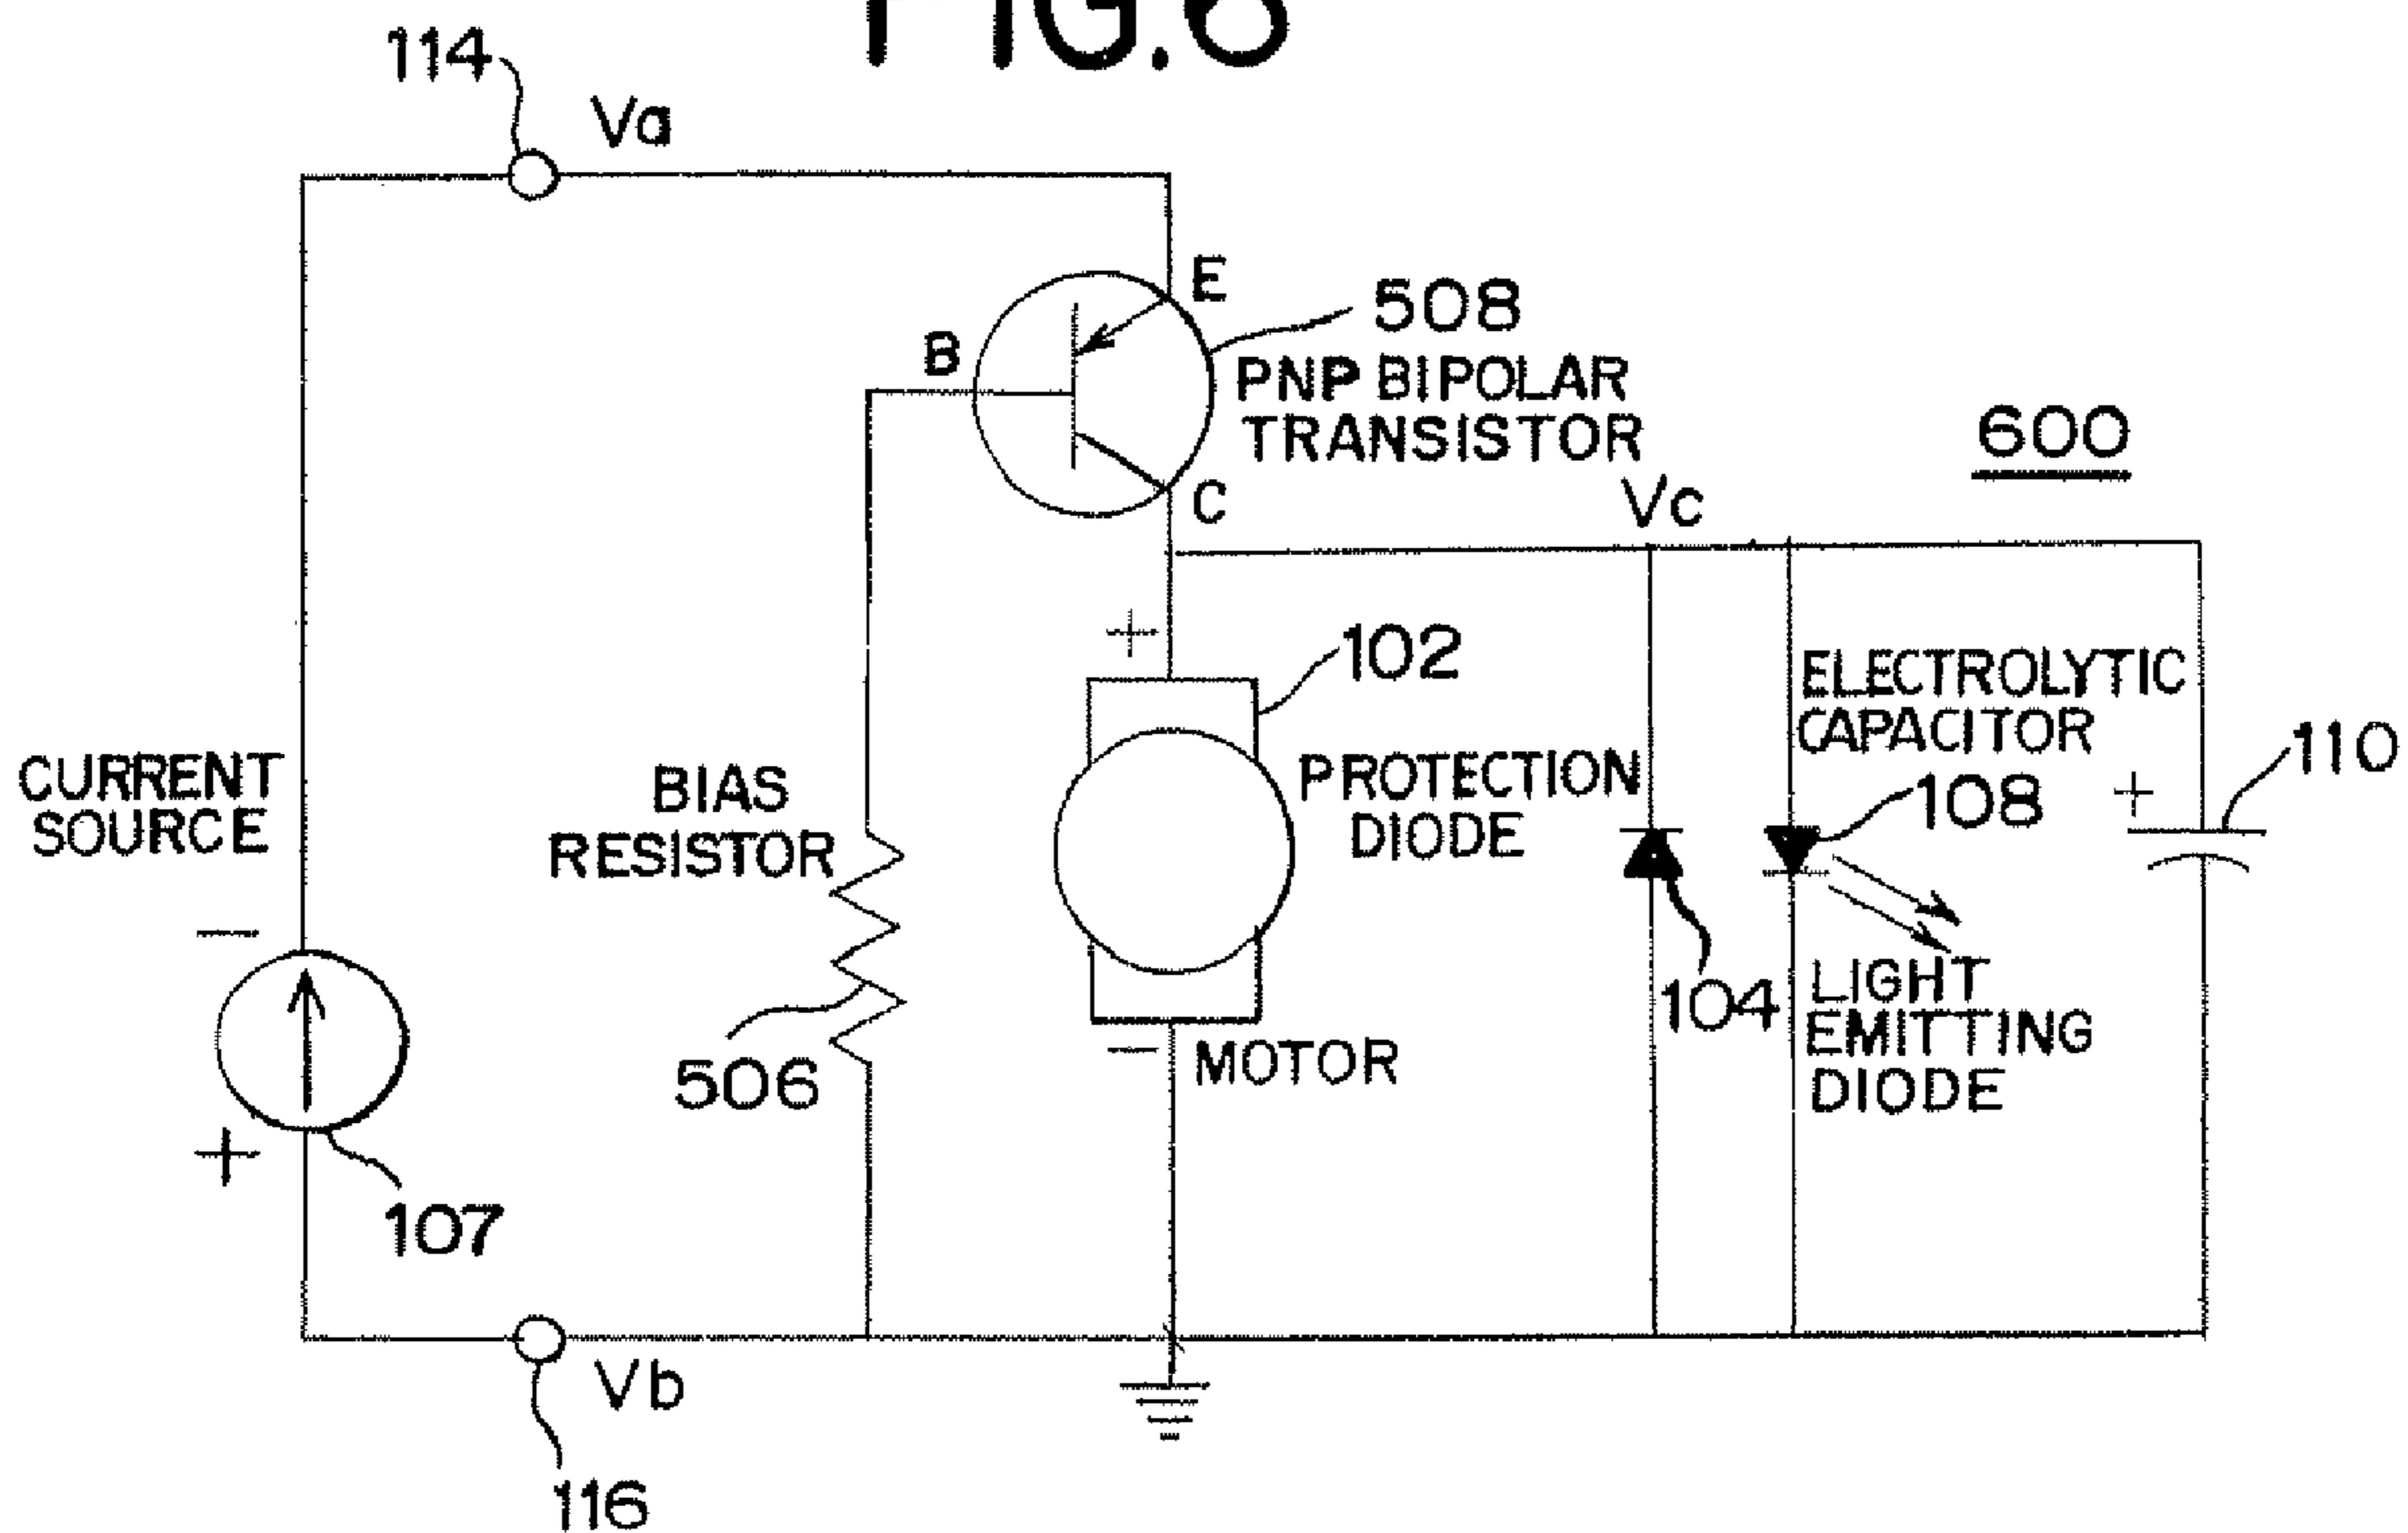 FIG.6
114
Va
E
508
B
PNP BIPOLAR
TRANSISTOR
600
C
Vc
+
102
ELECTROLYTIC
CAPACITOR
110
+
CURRENT
SOURCE
BIAS
RESISTOR
PROTECTION
DIODE
108
−
104
LIGHT
EMITTING
DIODE
506
−
MOTOR
+
107
Vb
116